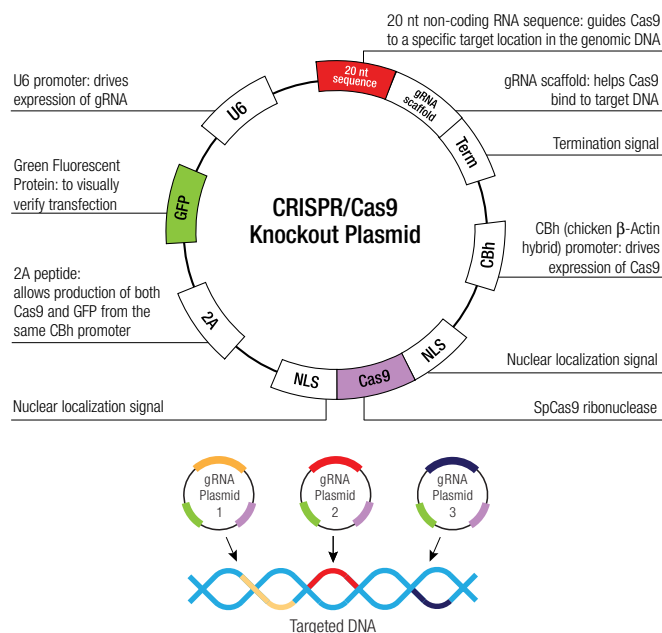 20 nt non-coding RNA sequence: guides Cas9
to a specific target location in the genomic DNA
U6 promoter: drives
expression of gRNA
gRNA scaffold: helps Cas9
bind to target DNA
Termination signal
Green Fluorescent
Protein: to visually
verify transfection
CBh (chicken β-Actin
hybrid) promoter: drives
expression of Cas9
2A peptide:
allows production of both
Cas9 and GFP from the
same CBh promoter
Nuclear localization signal
Nuclear localization signal
SpCas9 ribonuclease
CRISPR/Cas9
Knockout Plasmid
20 nt
sequence
gRNA
scaffold
Term
CBh
NLS
Cas9
NLS
2A
GFP
U6
gRNA
Plasmid
1
gRNA
Plasmid
2
gRNA
Plasmid
3
Targeted DNA